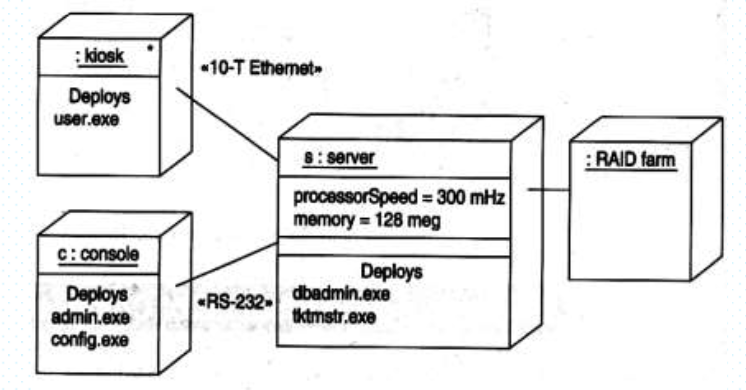 : kiosk *
Deploys
user.exe
«10-T Ethernet»
s : server
processorSpeed = 300 mHz
memory = 128 meg
Deploys
dbadmin.exe
tktmstr.exe
: RAID farm
c : console
Deploys
admin.exe
config.exe
«RS-232»